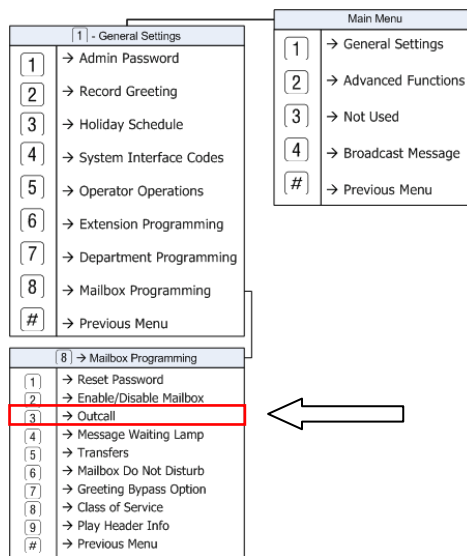 1 - General Settings
1 → Admin Password
2 → Record Greeting
3 → Holiday Schedule
4 → System Interface Codes
5 → Operator Operations
6 → Extension Programming
7 → Department Programming
8 → Mailbox Programming
# → Previous Menu
Main Menu
1 → General Settings
2 → Advanced Functions
3 → Not Used
4 → Broadcast Message
# → Previous Menu
8 → Mailbox Programming
1 → Reset Password
2 → Enable/Disable Mailbox
3 → Outcall
4 → Message Waiting Lamp
5 → Transfers
6 → Mailbox Do Not Disturb
7 → Greeting Bypass Option
8 → Class of Service
9 → Play Header Info
# → Previous Menu